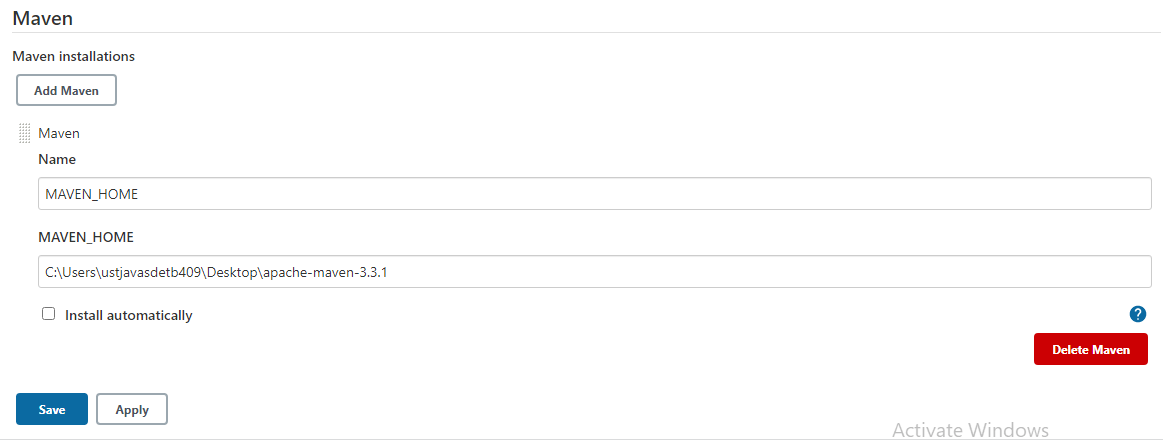 Maven
Maven installations
Add Maven
Maven
Name
MAVEN_HOME
MAVEN_HOME
C:\Users\ustjavasdetb409\Desktop\apache-maven-3.3.1
Install automatically
?
Delete Maven
Save Apply
Activate Windows